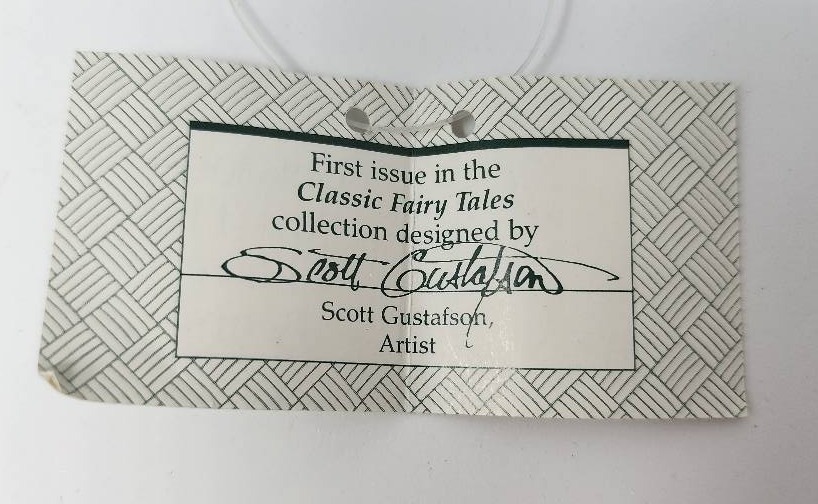 First issue in the
Classic Fairy Tales
collection designed by
Scott Gustafson
Scott Gustafson,
Artist